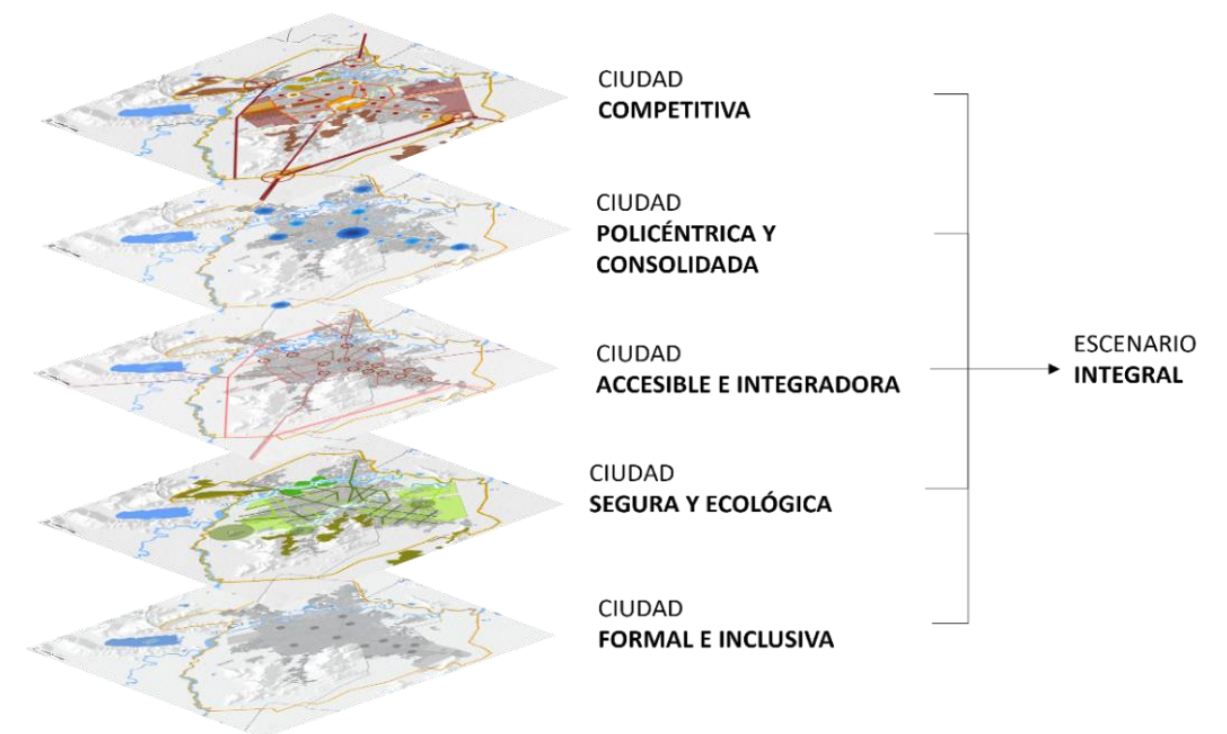 CIUDAD
COMPETITIVA
CIUDAD
POLICÉNTRICA Y
CONSOLIDADA
CIUDAD
ACCESIBLE E INTEGRADORA
ESCENARIO
INTEGRAL
CIUDAD
SEGURA Y ECOLÓGICA
CIUDAD
FORMAL E INCLUSIVA